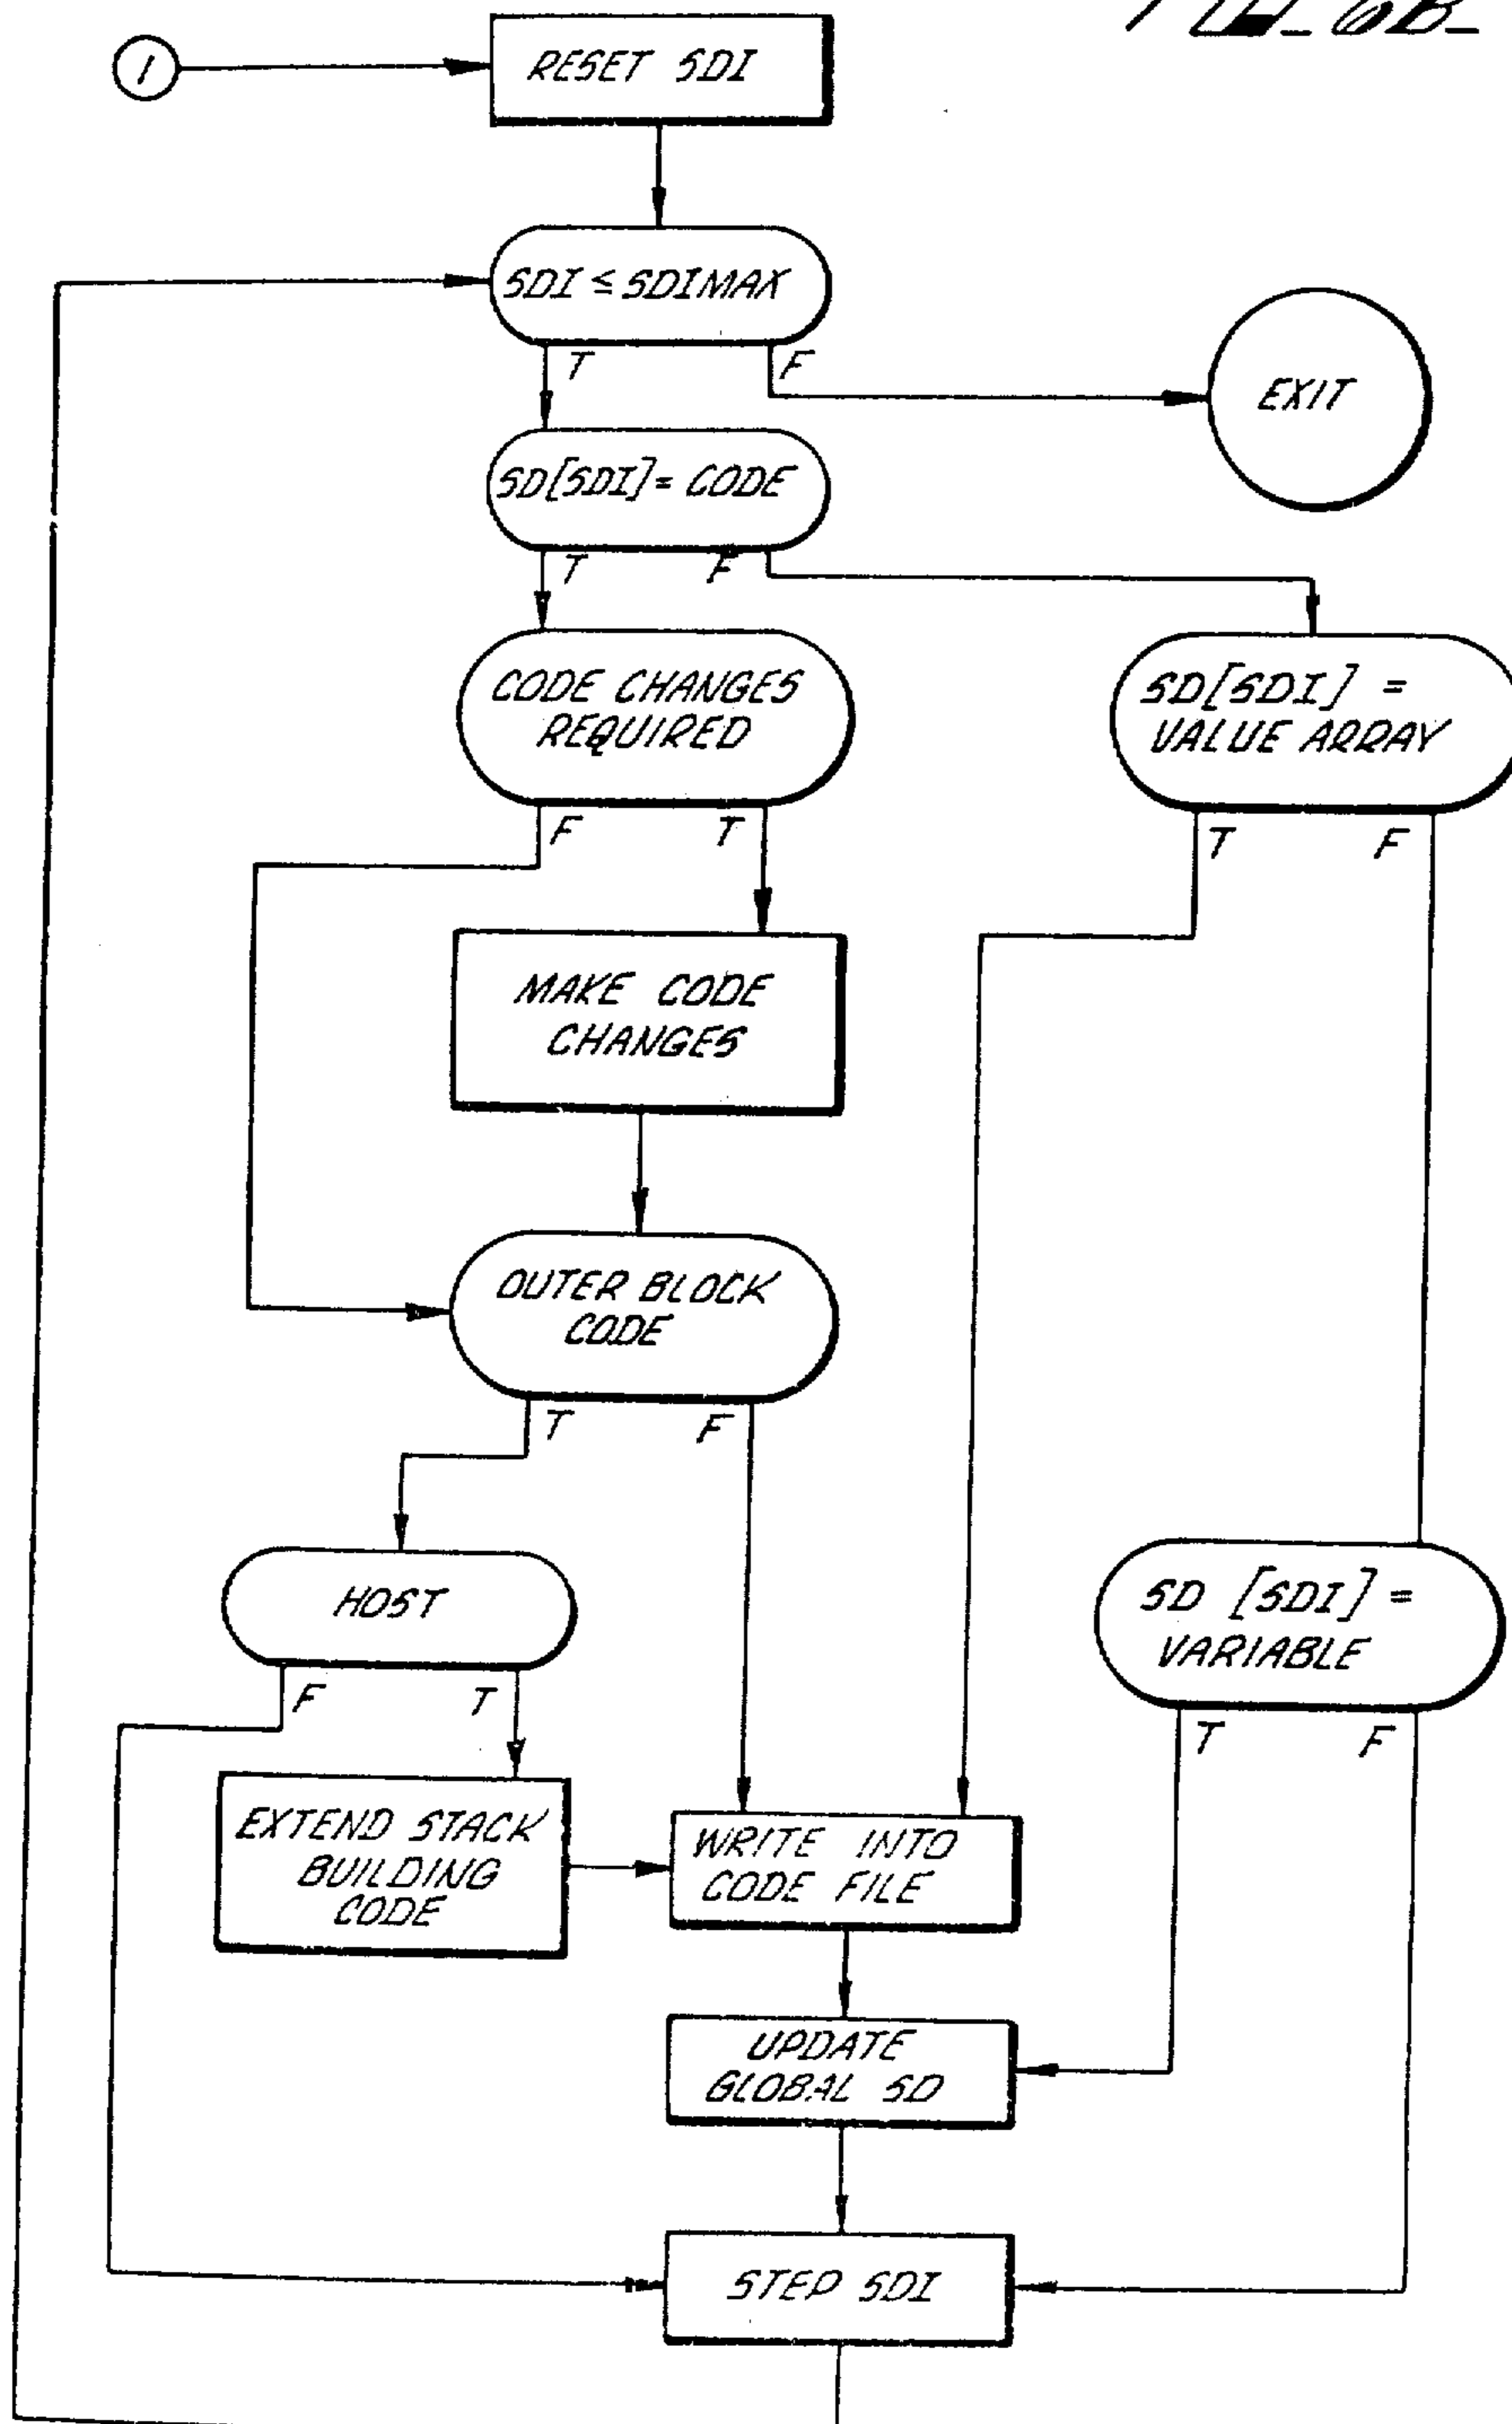 1
RESET SDI
SDI ≤ SDIMAX
T
F
EXIT
SD[SDI] = CODE
T
F
CODE CHANGES
REQUIRED
SD[SDI] =
VALUE ARRAY
F
T
T
F
MAKE CODE
CHANGES
OUTER BLOCK
CODE
T
F
HOST
SD [SDI] =
VARIABLE
F
T
T
F
EXTEND STACK
BUILDING
CODE
WRITE INTO
CODE FILE
UPDATE
GLOBAL SD
STEP SDI